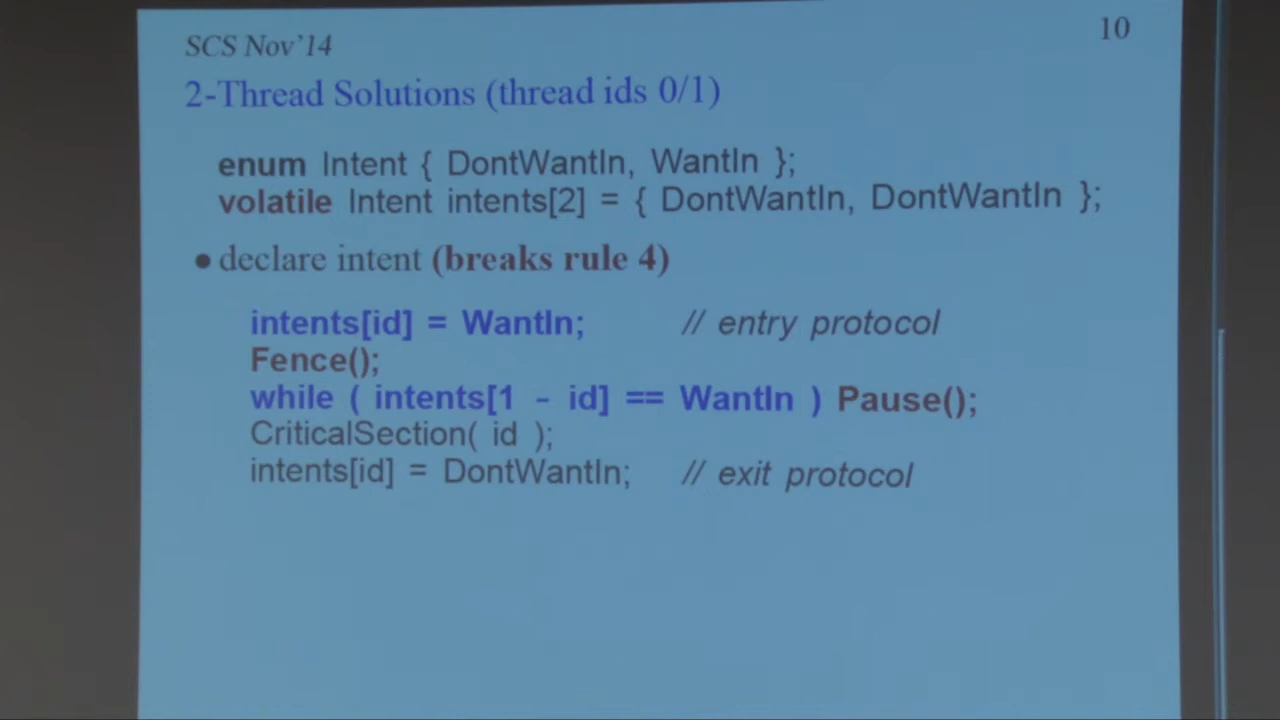 SCS Nov'14
10
2-Thread Solutions (thread ids 0/1)
enum Intent { DontWantIn, WantIn };
volatile Intent intents[2] = { DontWantIn, DontWantIn };
• declare intent (breaks rule 4)
intents[id] = WantIn; // entry protocol
Fence();
while ( intents[1 - id] == WantIn ) Pause();
CriticalSection( id );
intents[id] = DontWantIn; // exit protocol